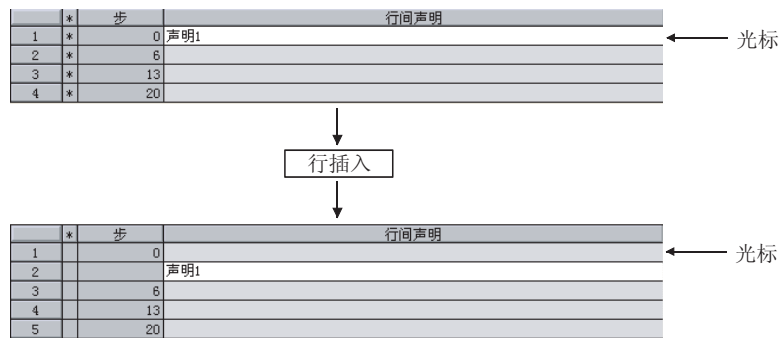 * 步 行间声明
1 * 0 声明1
光标
2 * 6
3 * 13
4 * 20
行插入
* 步 行间声明
1 0
光标
2 声明1
3 6
4 13
5 20